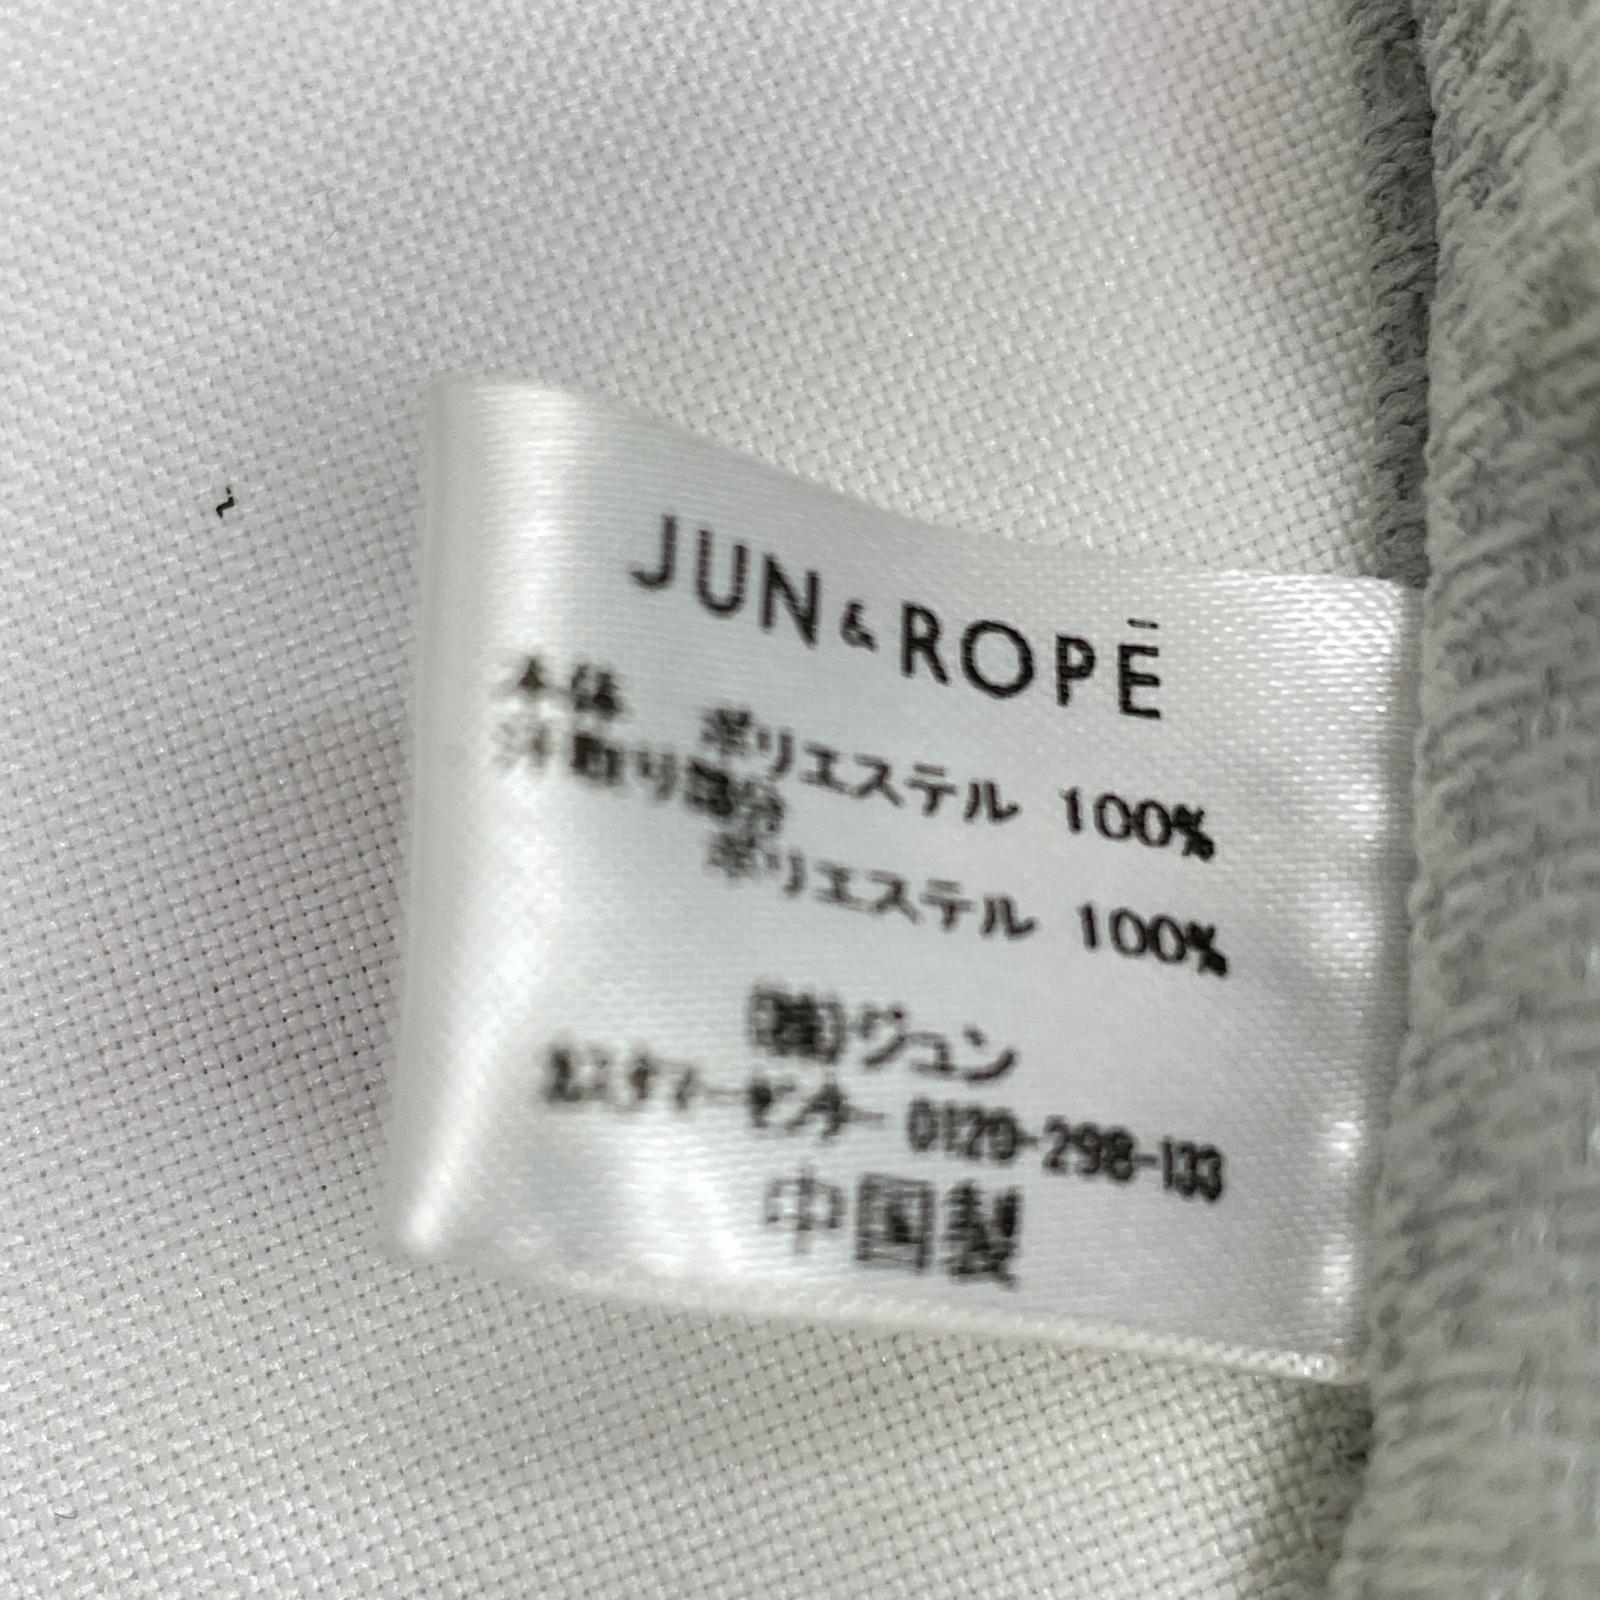 JUN & ROPĒ
本体 ポリエステル 100%
汗取り部分
ポリエステル 100%
(株)ジュン
カスタマーセンター 0120-298-133
中国製